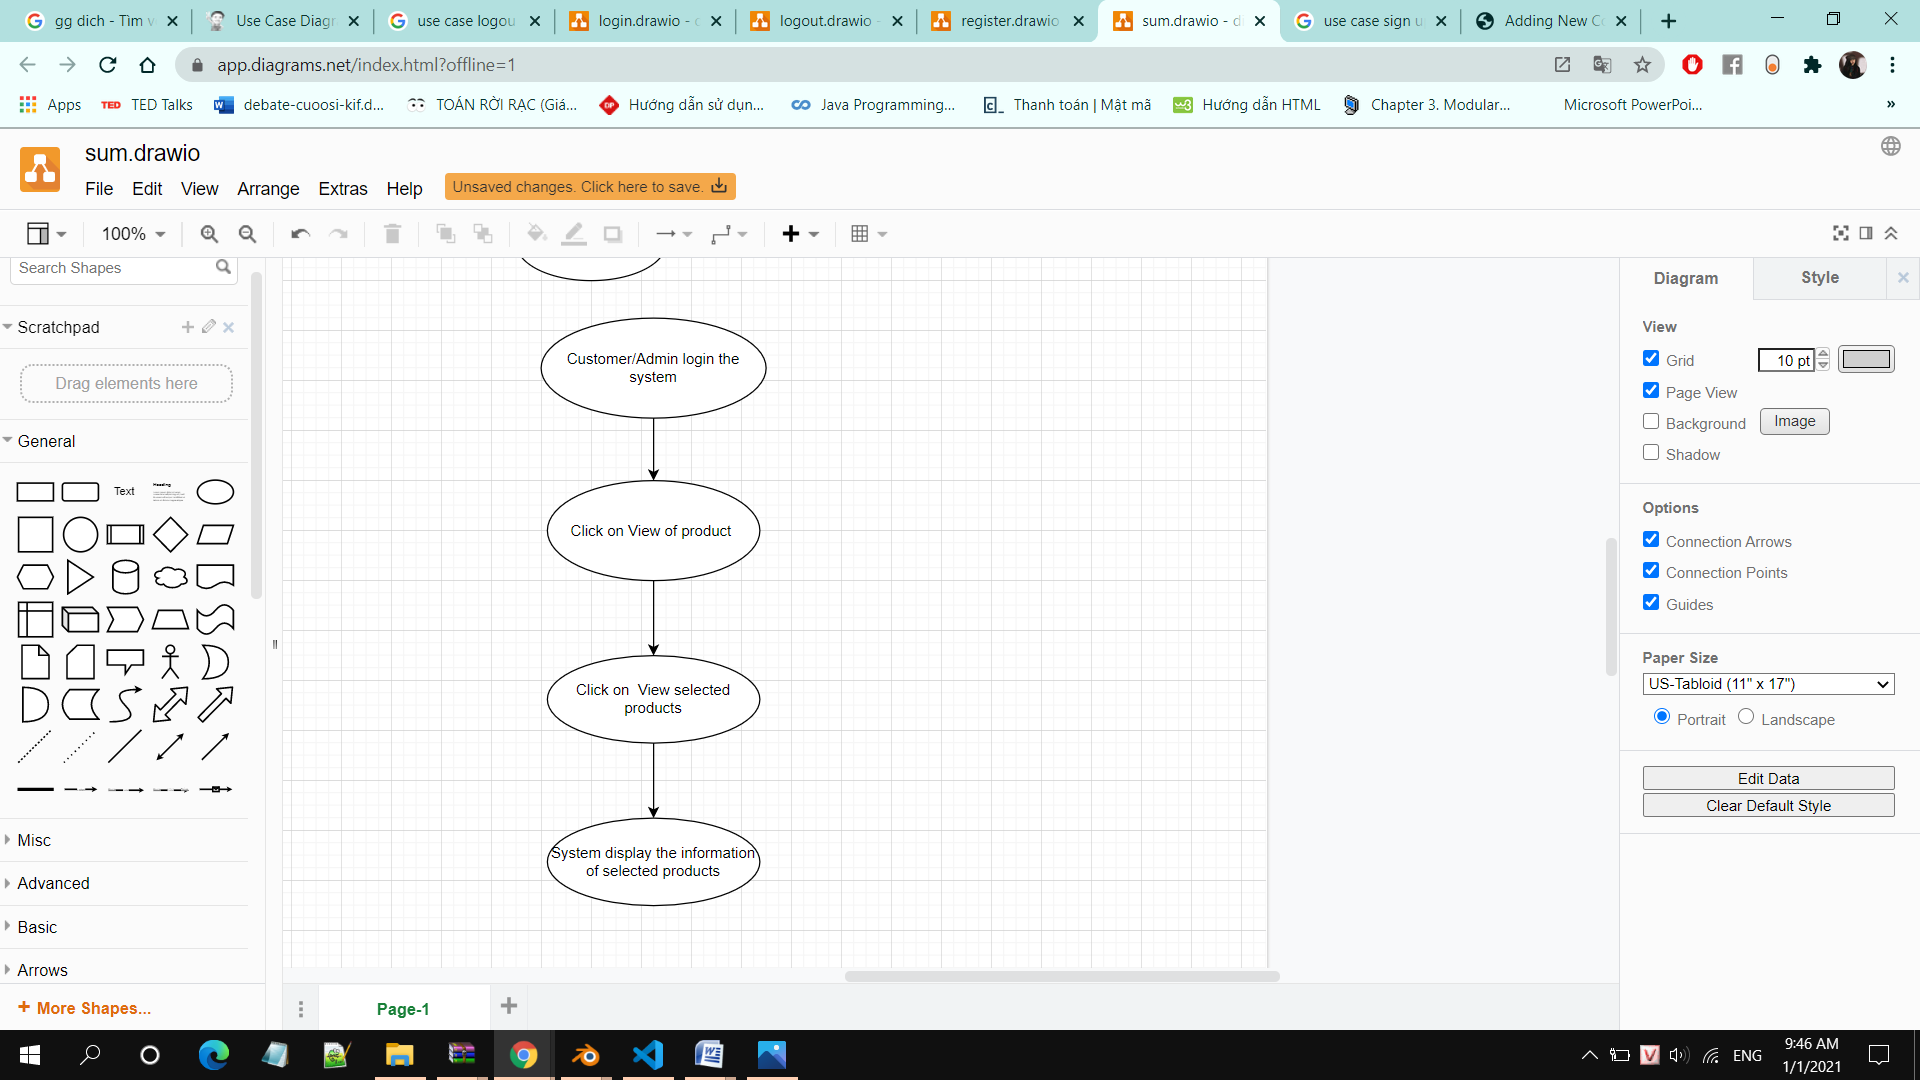 gg dich - Tìm v
Use Case Diagr
use case logou
login.drawio - d
logout.drawio -
register.drawio
sum.drawio - d
use case sign u
Adding New C
app.diagrams.net/index.html?offline=1
Apps
TED TED Talks
debate-cuoosi-kif.d...
TOÁN RỜI RẠC (Giá...
Hướng dẫn sử dụn...
Java Programming...
Thanh toán | Mật mã
Hướng dẫn HTML
Chapter 3. Modular...
Microsoft PowerPoi...
sum.drawio
File Edit View Arrange Extras Help
Unsaved changes. Click here to save.
100%
Search Shapes
Scratchpad
Drag elements here
General
Text
Heading
Misc
Advanced
Basic
Arrows
+ More Shapes...
Customer/Admin login the
system
Click on View of product
Click on  View selected
products
System display the information
of selected products
Page-1
Diagram
Style
View
Grid
10 pt
Page View
Background
Image
Shadow
Options
Connection Arrows
Connection Points
Guides
Paper Size
US-Tabloid (11" x 17")
Portrait
Landscape
Edit Data
Clear Default Style
ENG
9:46 AM
1/1/2021